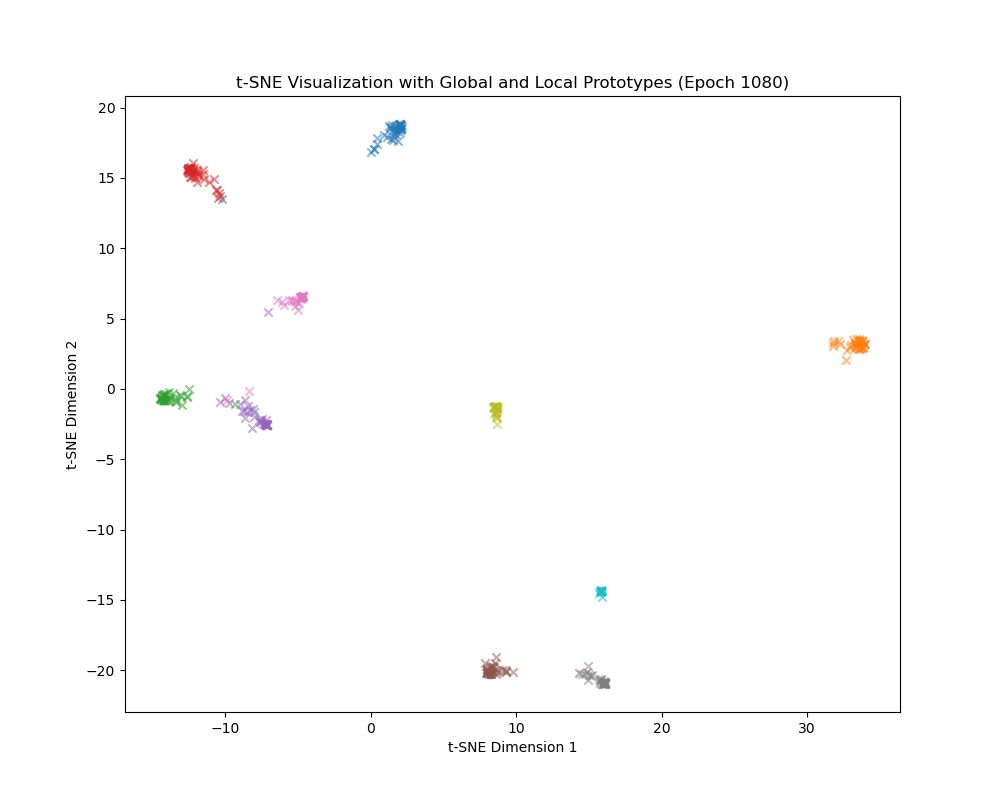 t-SNE Visualization with Global and Local Prototypes (Epoch 1080)
20
15
10
5
0
−5
−10
−15
−20
t-SNE Dimension 2
−10 0 10 20 30
t-SNE Dimension 1